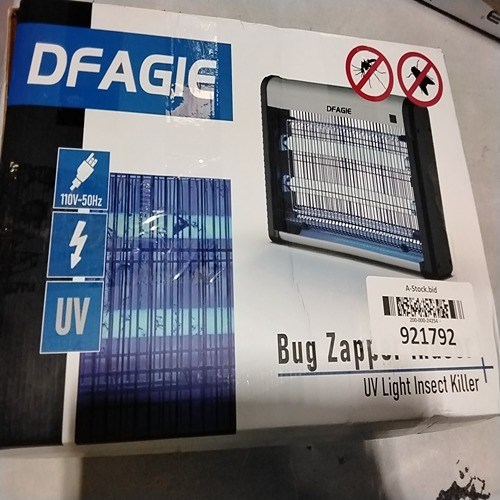 DFAGIE
DFAGIE
110V-50Hz
UV
A-Stock.bid
921792
Bug Zapper
UV Light Insect Killer